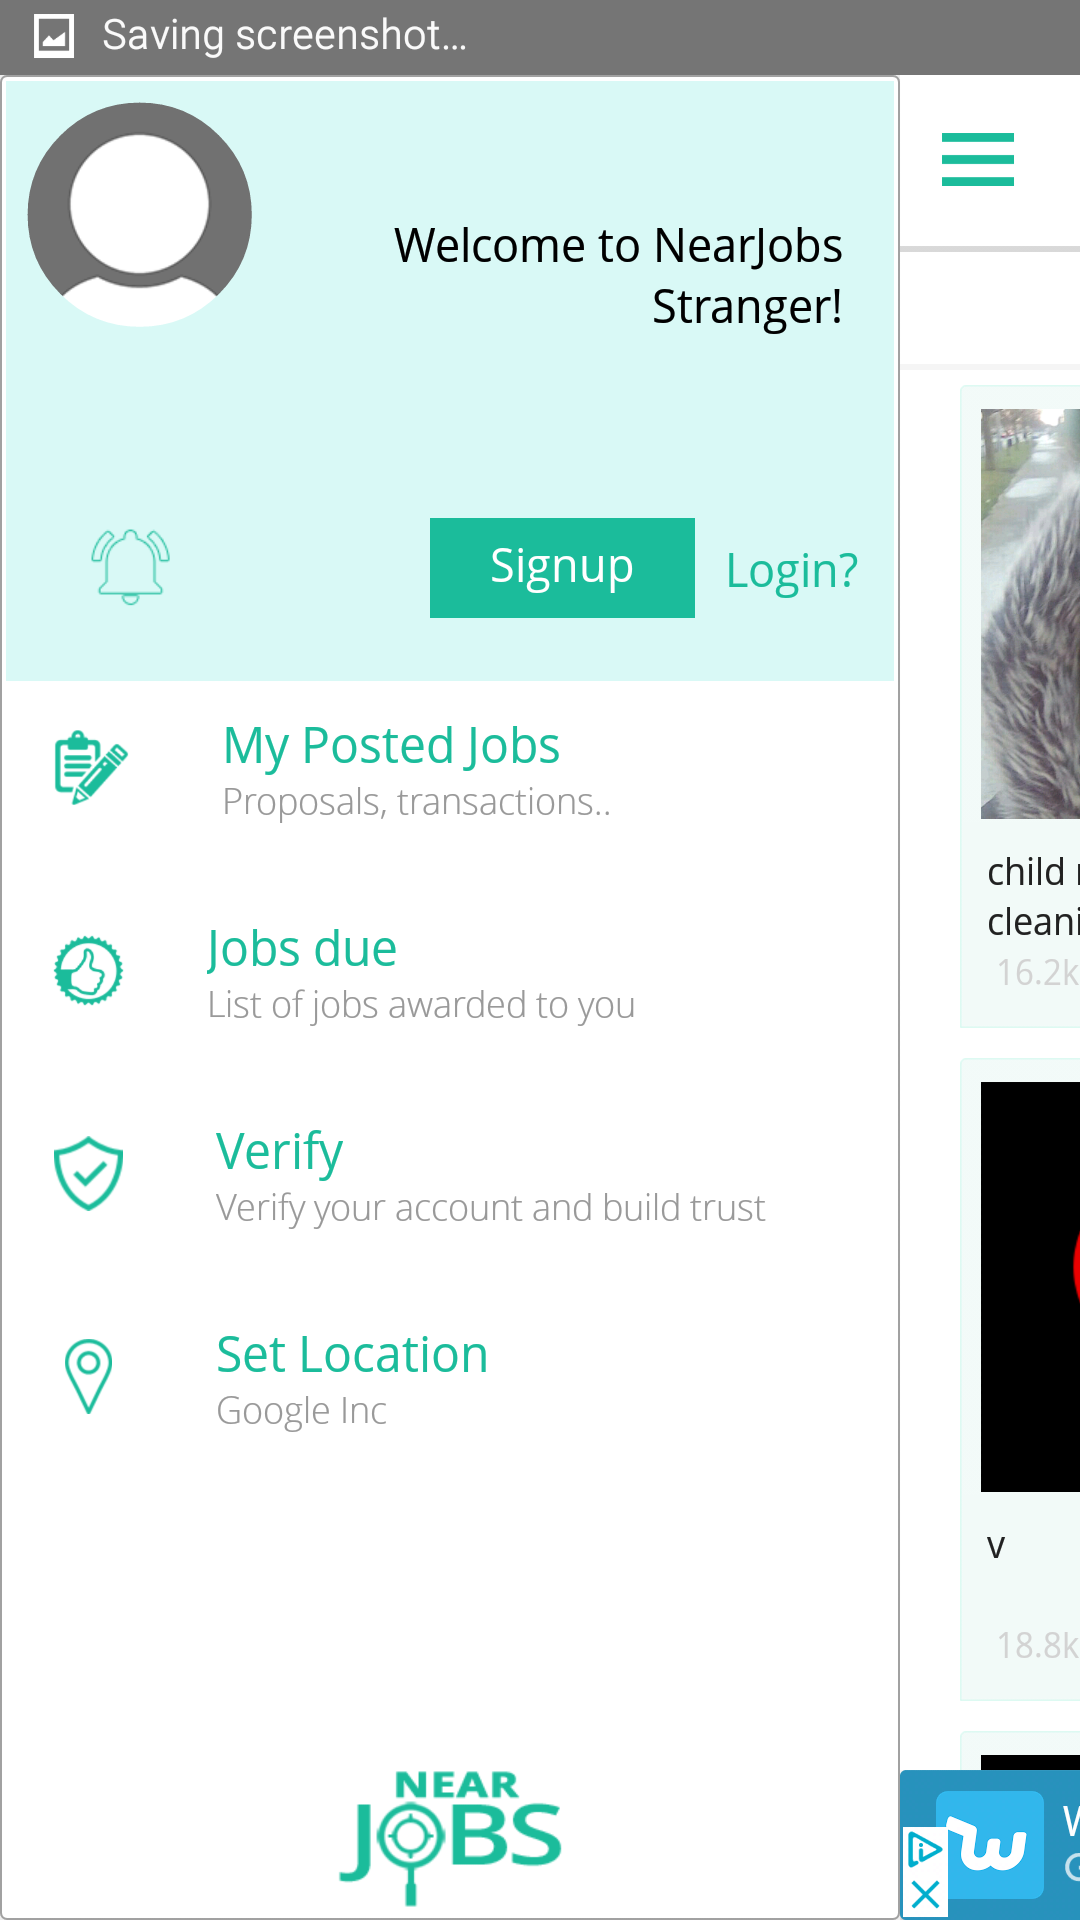 Saving screenshot...
Welcome to NearJobs
Stranger!
Signup
Login?
My Posted Jobs
Proposals, transactions..
Jobs due
List of jobs awarded to you
Verify
Verify your account and build trust
Set Location
Google Inc
NEAR
JOBS
child
cleani
16.2k
v
18.8k
W